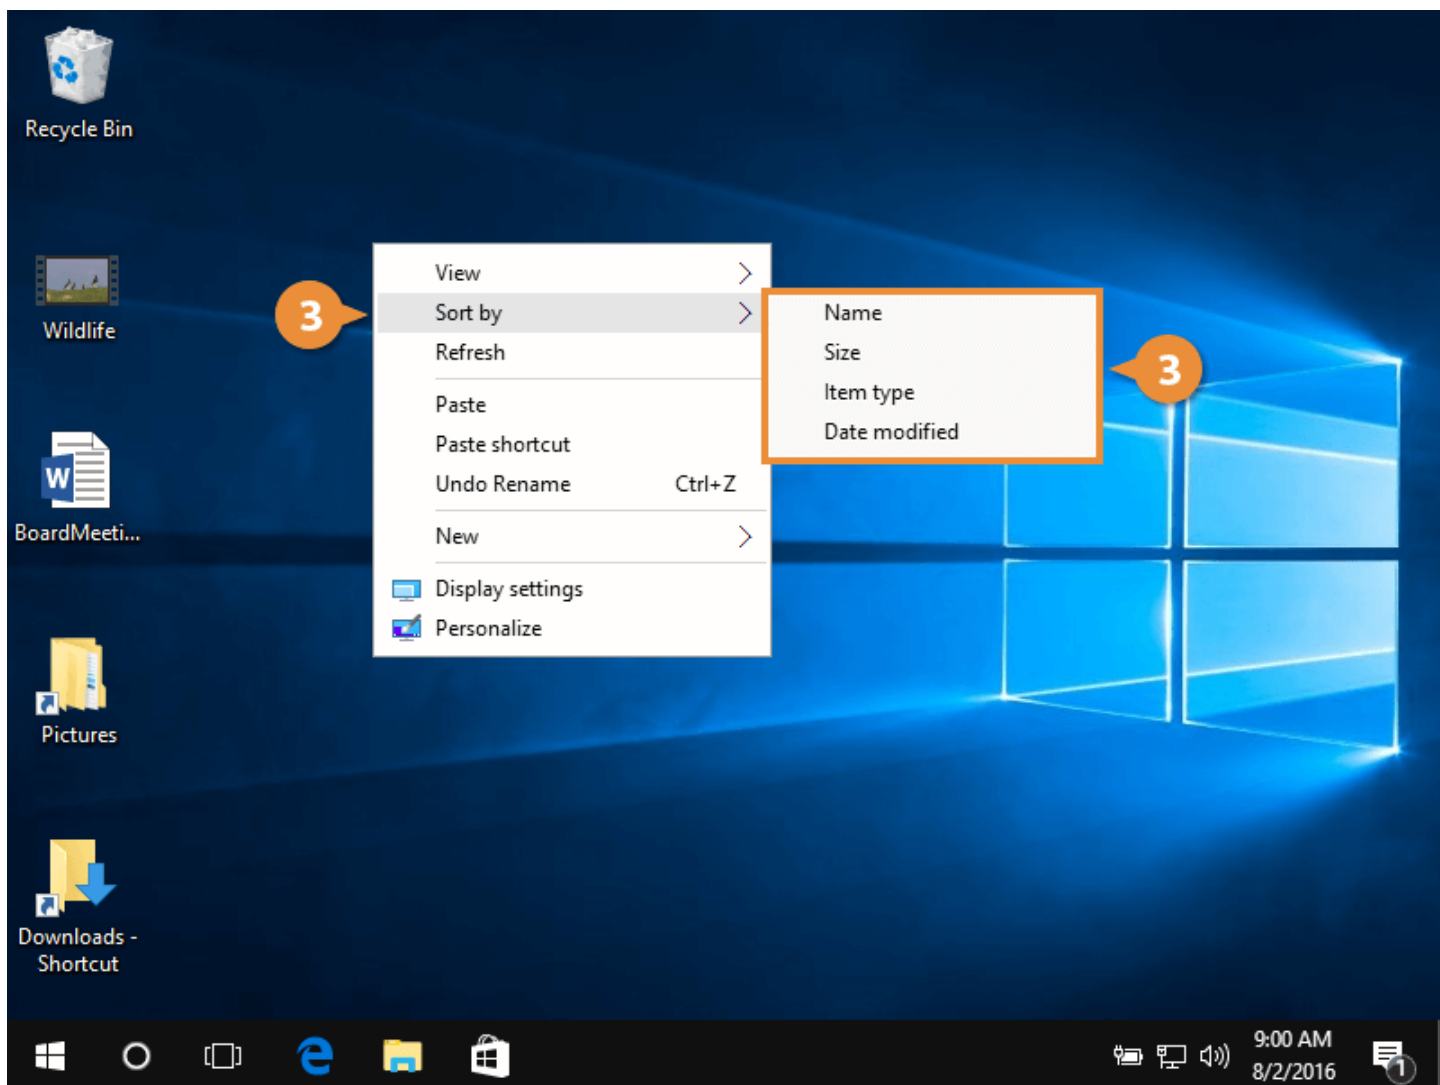 Recycle Bin
Wildlife
BoardMeeti...
Pictures
Downloads -
Shortcut
3
View
Sort by
Refresh
Paste
Paste shortcut
Undo Rename Ctrl+Z
New
Display settings
Personalize
Name
Size
Item type
Date modified
3
W
9:00 AM
8/2/2016
1